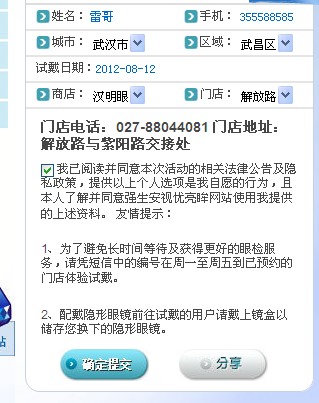 姓名： 雷哥 手机： 355588585
城市： 武汉市 区域： 武昌区
试戴日期：2012-08-12
商店： 汉明眼 门店： 解放路
门店电话：027-88044081 门店地址：
解放路与紫阳路交接处
我已阅读并同意本次活动的相关法律公告及隐
私政策，提供以上个人选项是我自愿的行为，且
本人了解并同意强生安视优亮眸网站使用我提供
的上述资料。 友情提示：
1、为了避免长时间等待及获得更好的眼检服
务，请凭短信中的编号在周一至周五到已预约的
门店体验试戴。
2、配戴隐形眼镜前往试戴的用户请戴上镜盒以
储存您换下的隐形眼镜。
确定提交 分享
站